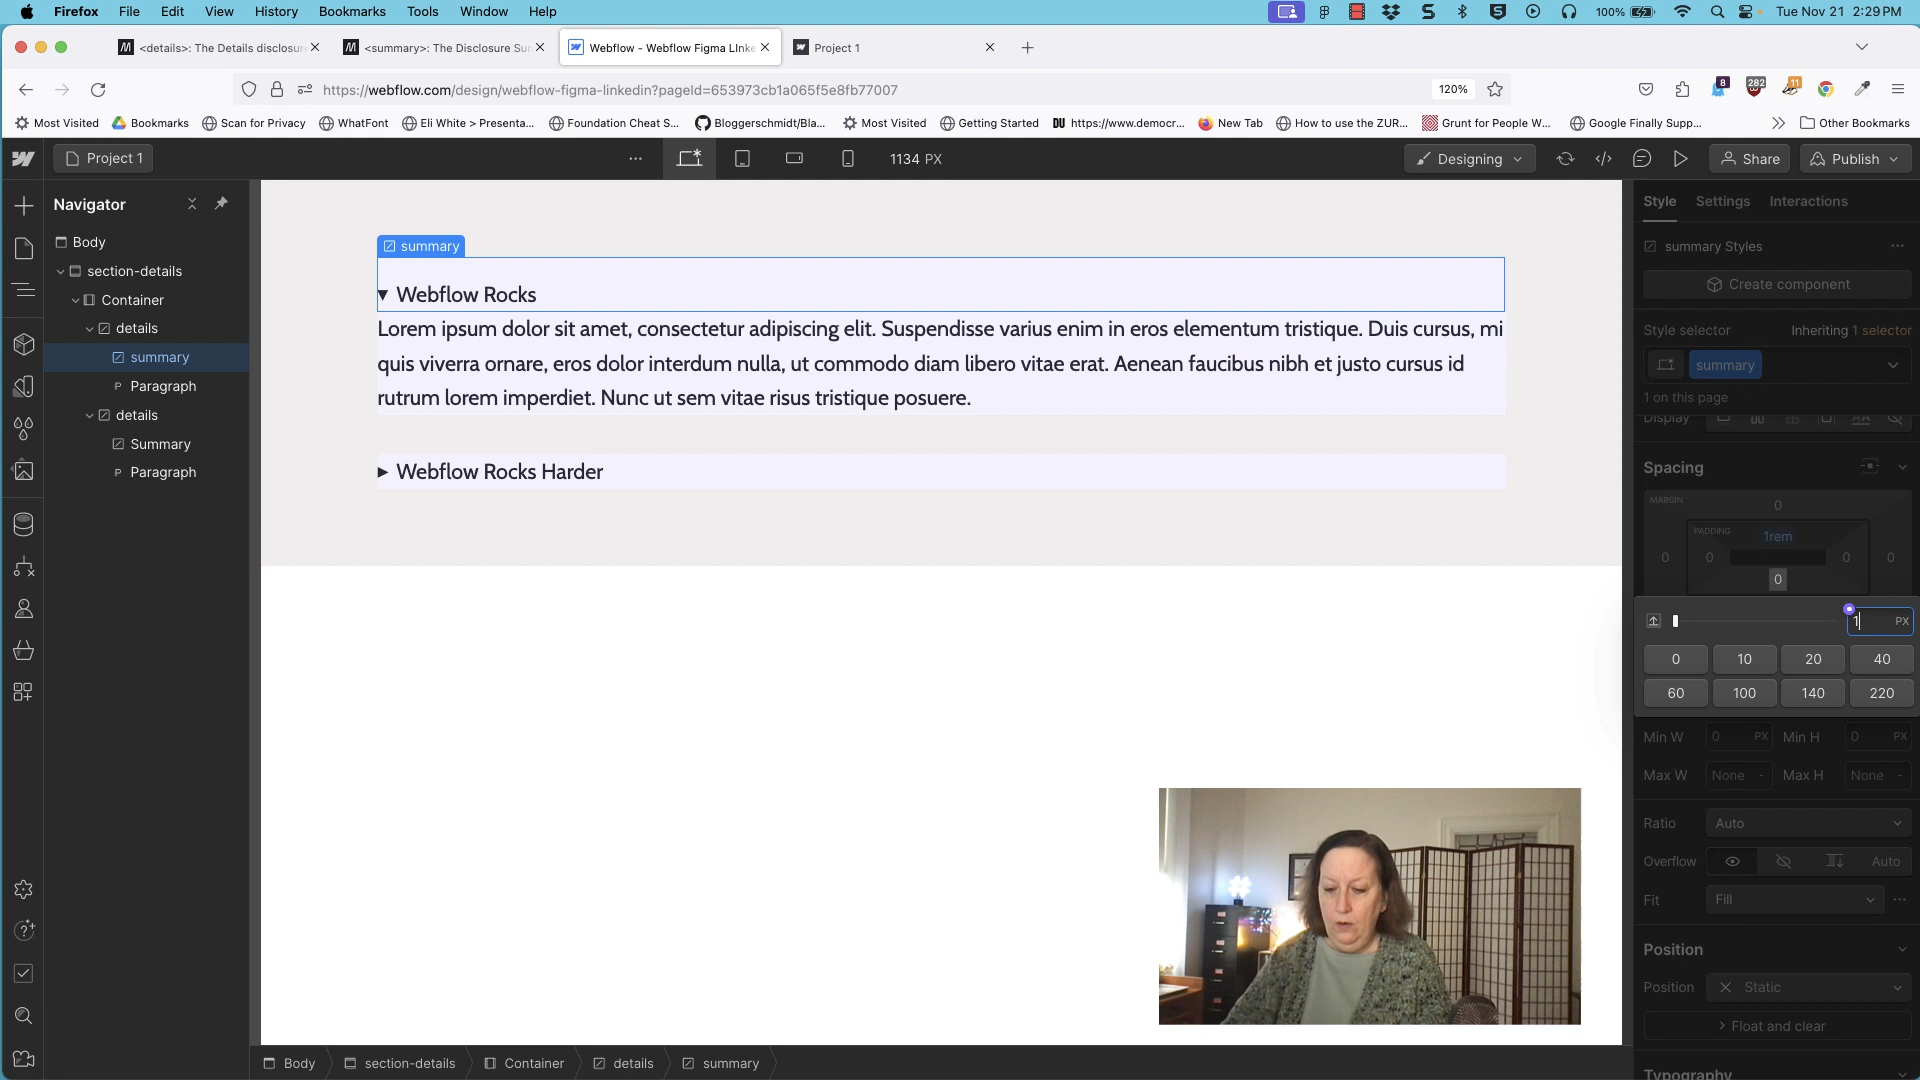 Firefox File Edit View History Bookmarks Tools Window Help 100% Tue Nov 21 2:29 PM
<details>: The Details disclosure <summary>: The Disclosure Sur Webflow - Webflow Figma LInke Project 1
https://webflow.com/design/webflow-figma-linkedin?pageId=653973cb1a065f5e8fb77007 120% 8 282 11
Most Visited Bookmarks Scan for Privacy WhatFont Eli White > Presenta... Foundation Cheat S... Bloggerschmidt/Bla... Most Visited Getting Started DU https://www.democr... New Tab How to use the ZUR... Grunt for People W... Google Finally Supp... Other Bookmarks
Project 1 ... 1134 PX Designing Share Publish
Navigator
Body
section-details
Container
details
summary
P Paragraph
details
Summary
P Paragraph
summary
▼ Webflow Rocks
Lorem ipsum dolor sit amet, consectetur adipiscing elit. Suspendisse varius enim in eros elementum tristique. Duis cursus, mi
quis viverra ornare, eros dolor interdum nulla, ut commodo diam libero vitae erat. Aenean faucibus nibh et justo cursus id
rutrum lorem imperdiet. Nunc ut sem vitae risus tristique posuere.
► Webflow Rocks Harder
Style Settings Interactions
summary Styles ...
Create component
Style selector Inheriting 1 selector
summary
1 on this page
Display
Spacing
MARGIN 0
PADDING 1rem
0 0 0 0
0
1 PX
0 10 20 40
60 100 140 220
Min W 0 PX Min H 0 PX
Max W None - Max H None -
Ratio Auto
Overflow Auto
Fit Fill ...
Position
Position Static
Float and clear
Typography
Body section-details Container details summary